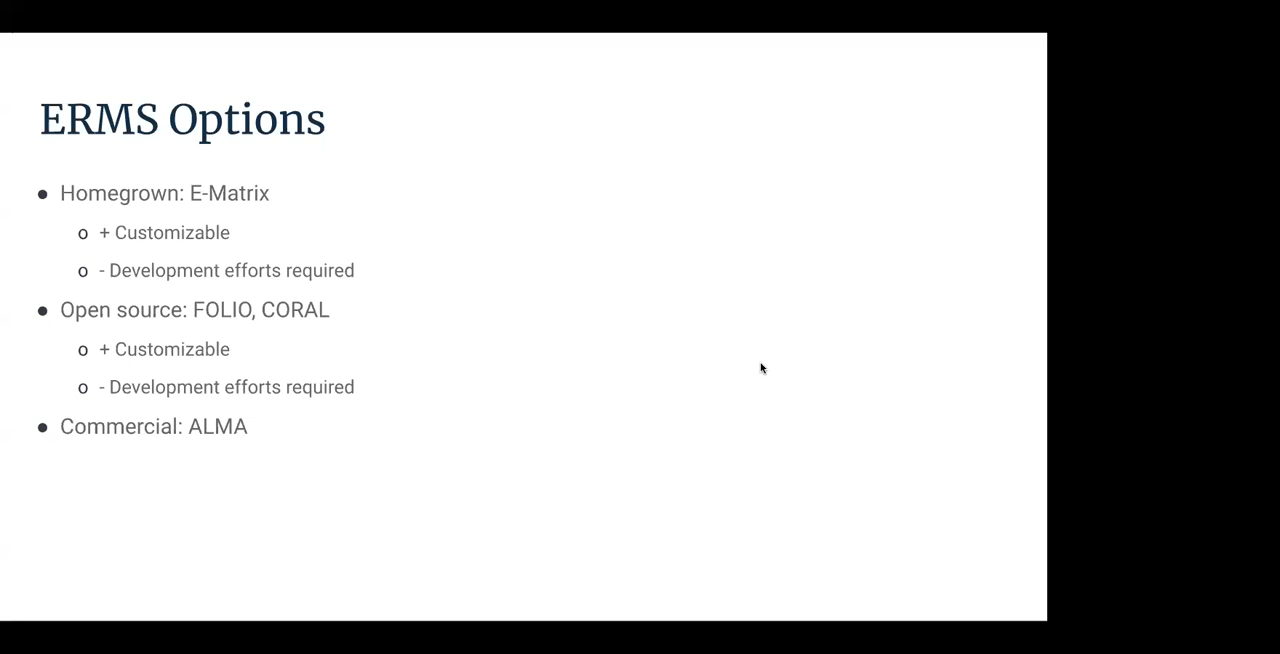 ERMS Options
● Homegrown: E-Matrix
o + Customizable
o - Development efforts required
● Open source: FOLIO, CORAL
o + Customizable
o - Development efforts required
● Commercial: ALMA